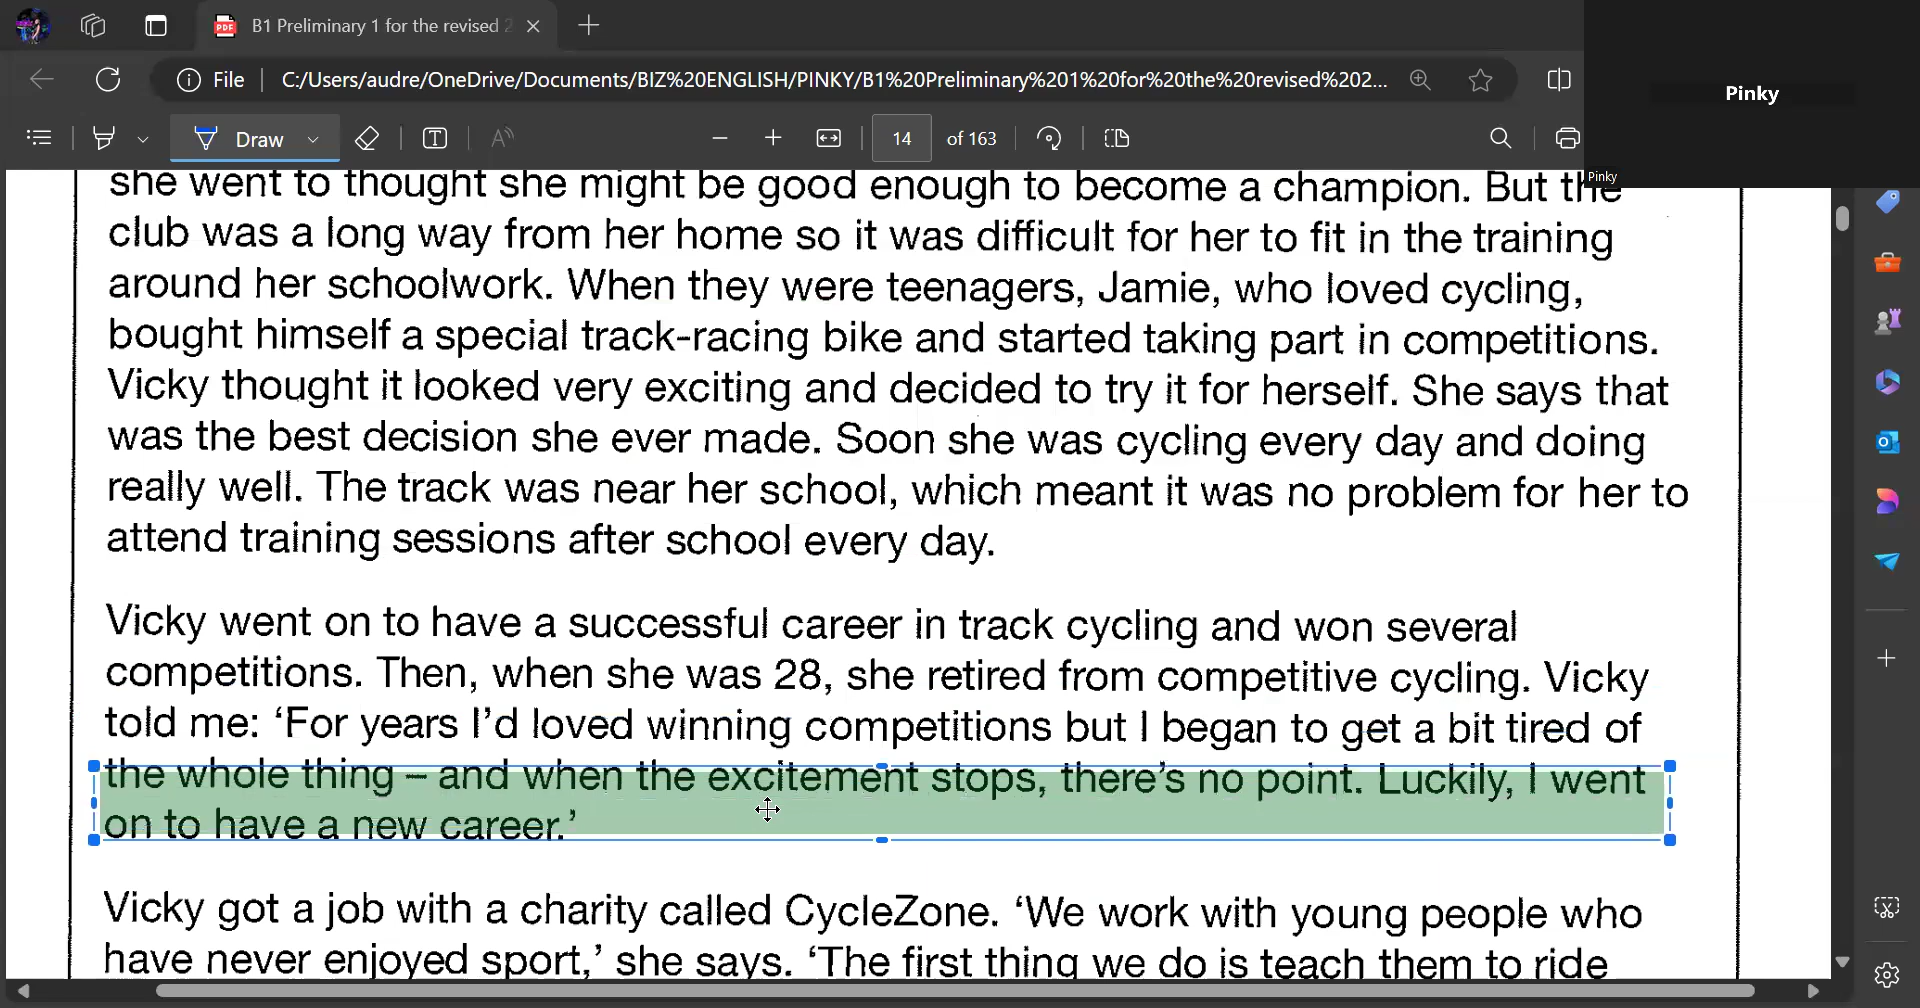 B1 Preliminary 1 for the revised 2
File
C:/Users/audre/OneDrive/Documents/BIZ%20ENGLISH/PINKY/B1%20Preliminary%201%20for%20the%20revised%202...
Pinky
Draw
14 of 163
Pinky
she went to thought she might be good enough to become a champion. But the
club was a long way from her home so it was difficult for her to fit in the training
around her schoolwork. When they were teenagers, Jamie, who loved cycling,
bought himself a special track-racing bike and started taking part in competitions.
Vicky thought it looked very exciting and decided to try it for herself. She says that
was the best decision she ever made. Soon she was cycling every day and doing
really well. The track was near her school, which meant it was no problem for her to
attend training sessions after school every day.
Vicky went on to have a successful career in track cycling and won several
competitions. Then, when she was 28, she retired from competitive cycling. Vicky
told me: ‘For years I’d loved winning competitions but I began to get a bit tired of
the whole thing – and when the excitement stops, there’s no point. Luckily, I went
on to have a new career.’
Vicky got a job with a charity called CycleZone. ‘We work with young people who
have never enjoyed sport,’ she says. ‘The first thing we do is teach them to ride